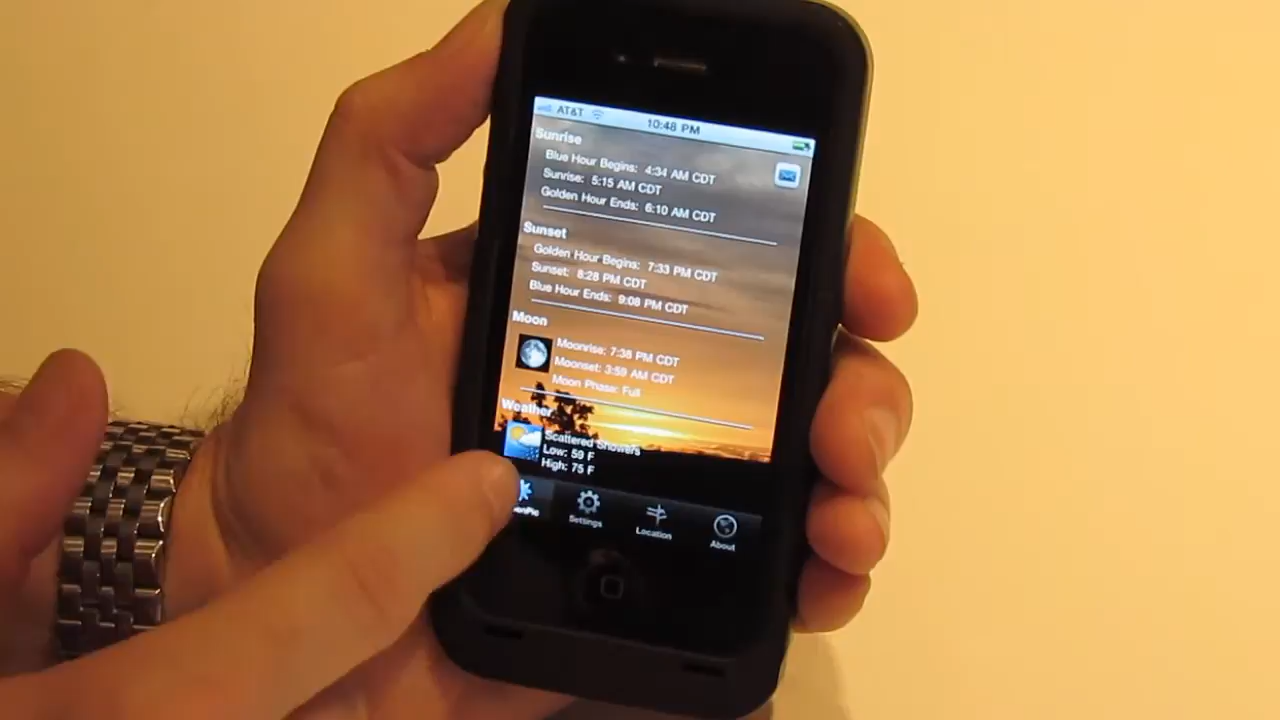 AT&T 10:48 PM
Sunrise
Blue Hour Begins: 4:34 AM CDT
Sunrise: 5:15 AM CDT
Golden Hour Ends: 6:10 AM CDT
Sunset
Golden Hour Begins: 7:33 PM CDT
Sunset: 8:28 PM CDT
Blue Hour Ends: 9:08 PM CDT
Moon
Moonrise: 7:38 PM CDT
Moonset: 3:59 AM CDT
Moon Phase: Full
Weather
Scattered Showers
Low: 59 F
High: 75 F
Settings Location About